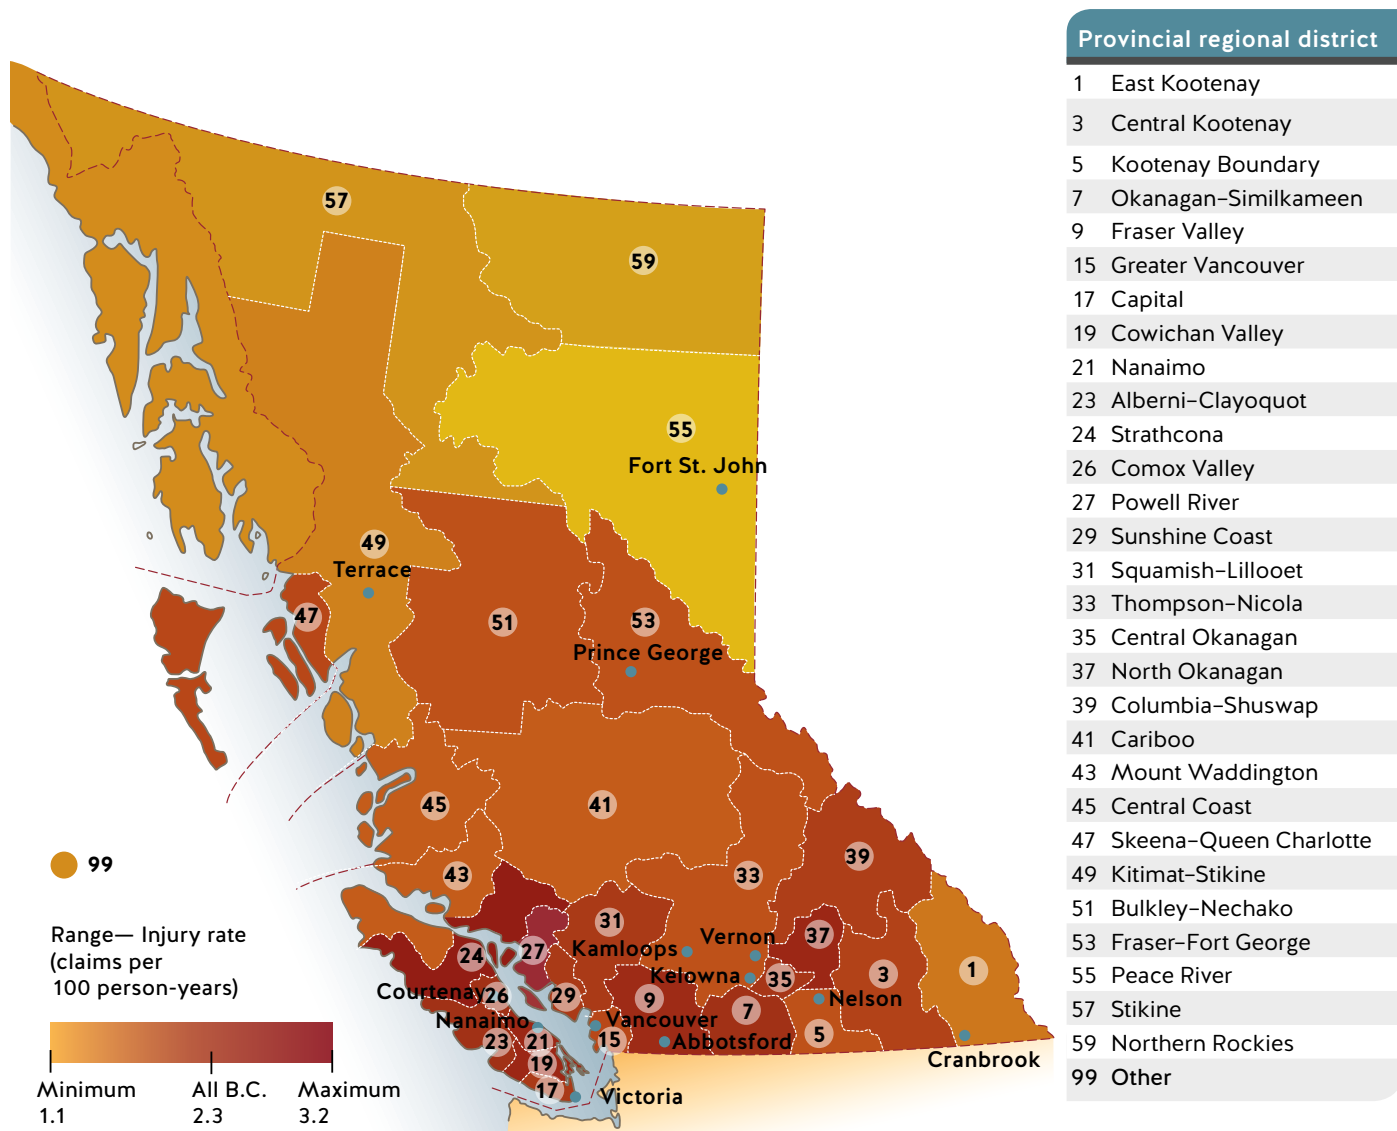 Provincial regional district
1 East Kootenay
3 Central Kootenay
5 Kootenay Boundary
7 Okanagan–Similkameen
9 Fraser Valley
15 Greater Vancouver
17 Capital
19 Cowichan Valley
21 Nanaimo
23 Alberni–Clayoquot
24 Strathcona
26 Comox Valley
27 Powell River
29 Sunshine Coast
31 Squamish–Lillooet
33 Thompson–Nicola
35 Central Okanagan
37 North Okanagan
39 Columbia–Shuswap
41 Cariboo
43 Mount Waddington
45 Central Coast
47 Skeena–Queen Charlotte
49 Kitimat–Stikine
51 Bulkley–Nechako
53 Fraser–Fort George
55 Peace River
57 Stikine
59 Northern Rockies
99 Other
57
59
55
Fort St. John
49
Terrace
47
51
53
Prince George
45
41
99
43
33
39
31
37
Vernon
Kamloops
24
27
Kelowna
35
3
1
Courtenay
26
29
9
7
Nelson
Nanaimo
Vancouver
23
21
15
Abbotsford
5
19
Cranbrook
17
Victoria
Range— Injury rate
(claims per
100 person-years)
Minimum
1.1
All B.C.
2.3
Maximum
3.2